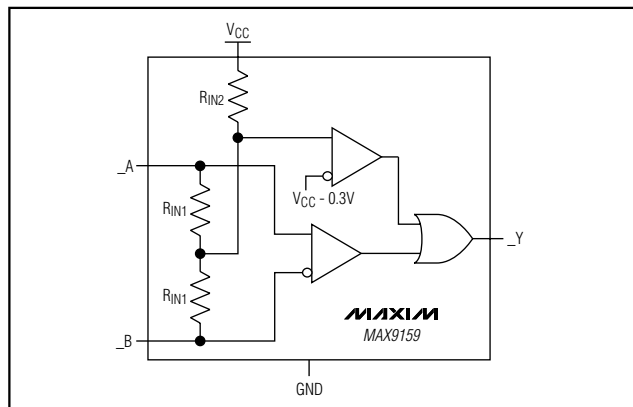 VCC
RIN2
_A
VCC - 0.3V
RIN1
_Y
RIN1
MAXIM
MAX9159
_B
GND